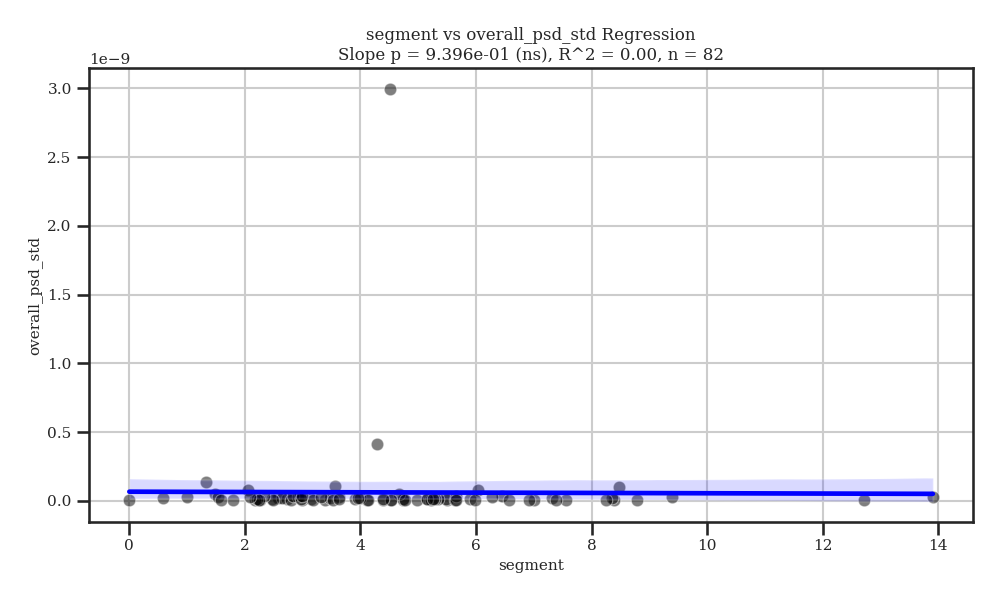 segment vs overall_psd_std Regression
Slope p = 9.396e-01 (ns), R^2 = 0.00, n = 82
1e−9
3.0
2.5
2.0
1.5
1.0
0.5
0.0
overall_psd_std
0 2 4 6 8 10 12 14
segment